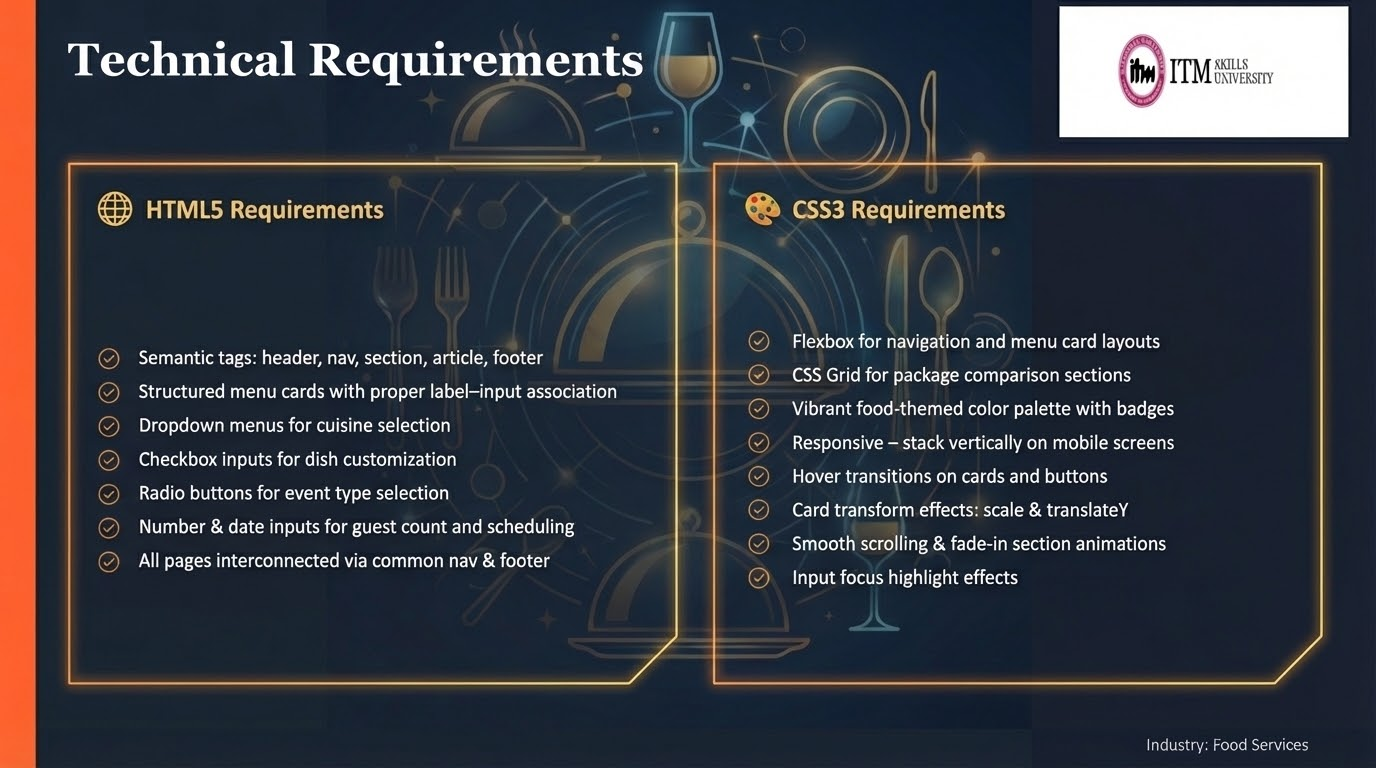 Technical Requirements
itm
ITM SKILLS
UNIVERSITY
HTML5 Requirements
Semantic tags: header, nav, section, article, footer
Structured menu cards with proper label–input association
Dropdown menus for cuisine selection
Checkbox inputs for dish customization
Radio buttons for event type selection
Number & date inputs for guest count and scheduling
All pages interconnected via common nav & footer
CSS3 Requirements
Flexbox for navigation and menu card layouts
CSS Grid for package comparison sections
Vibrant food-themed color palette with badges
Responsive – stack vertically on mobile screens
Hover transitions on cards and buttons
Card transform effects: scale & translateY
Smooth scrolling & fade-in section animations
Input focus highlight effects
Industry: Food Services